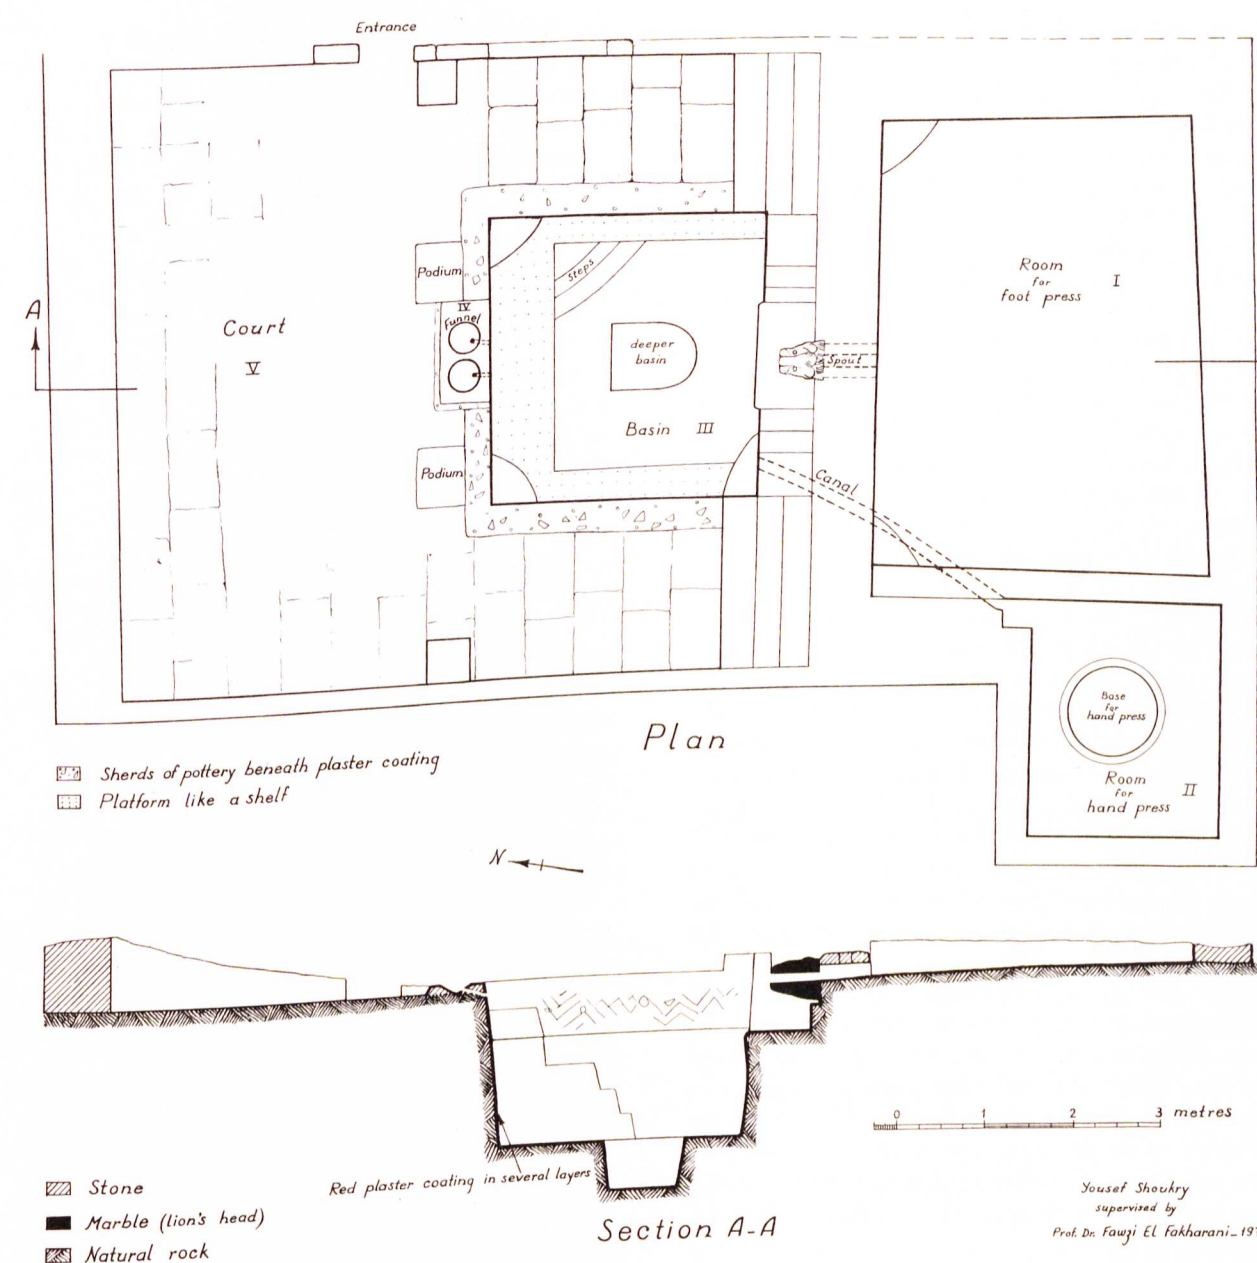 Entrance
A
Court
V
Podium
IV
Funnel
Podium
Steps
deeper
basin
Basin III
Spout
Canal
Room
for
foot press
I
Base
for
hand press
Room
for
hand press
II
Plan
Sherds of pottery beneath plaster coating
Platform like a shelf
N
0 1 2 3 metres
Red plaster coating in several layers
Stone
Marble (lion's head)
Natural rock
Section A-A
Yousef Shoukry
supervised by
Prof. Dr. Fawzi El Fakharani_